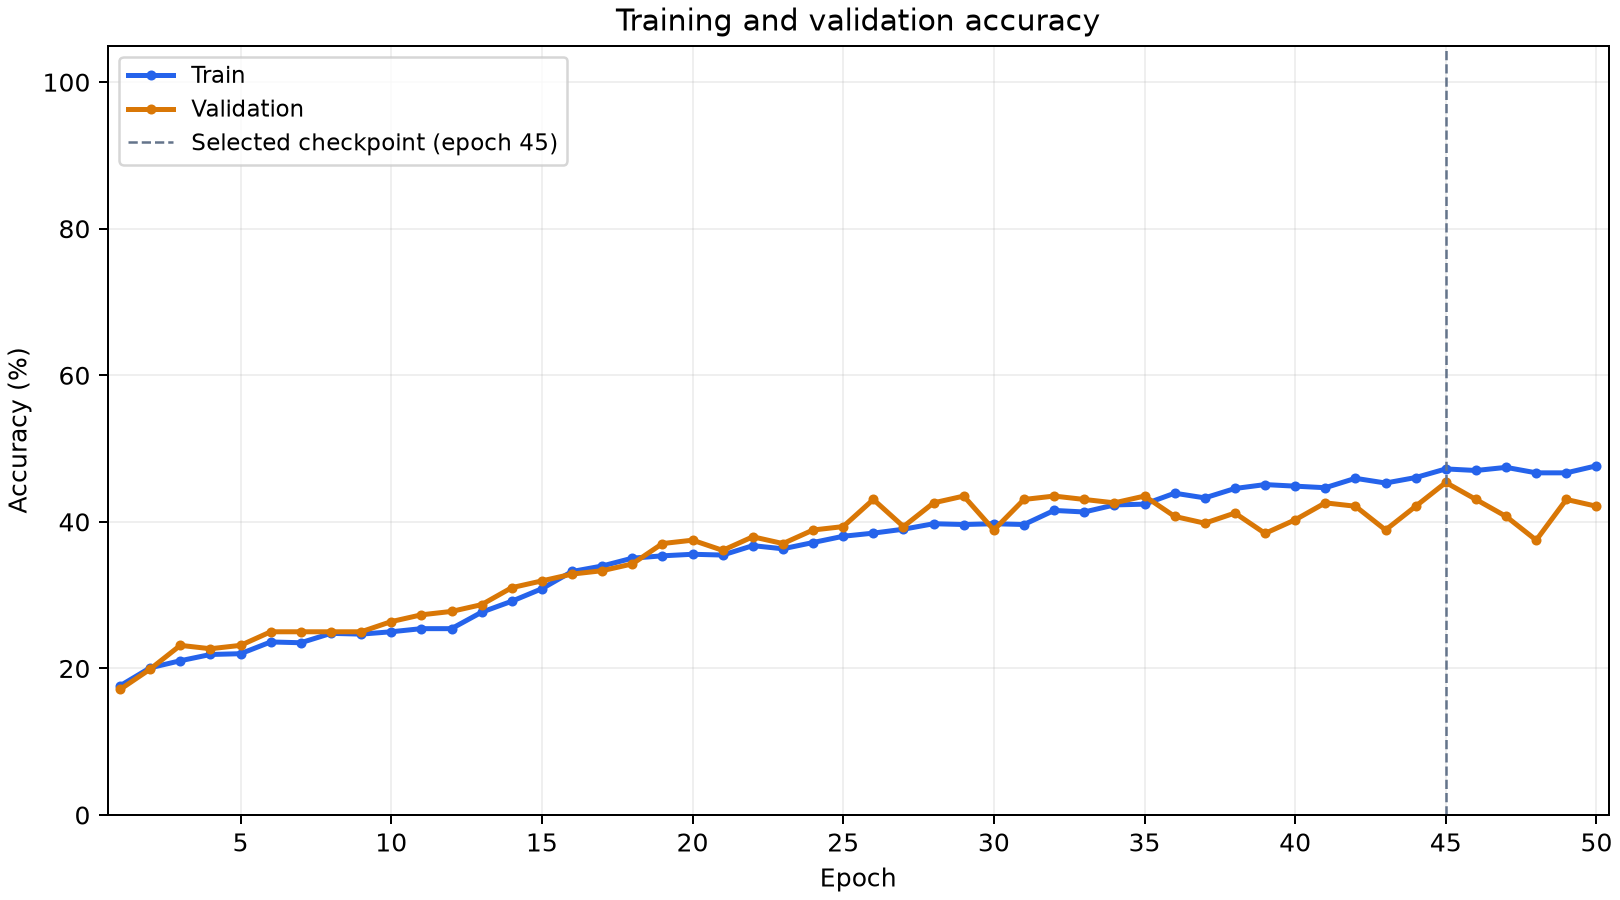 Training and validation accuracy
Train
Validation
Selected checkpoint (epoch 45)
Accuracy (%)
100
80
60
40
20
0
5 10 15 20 25 30 35 40 45 50
Epoch